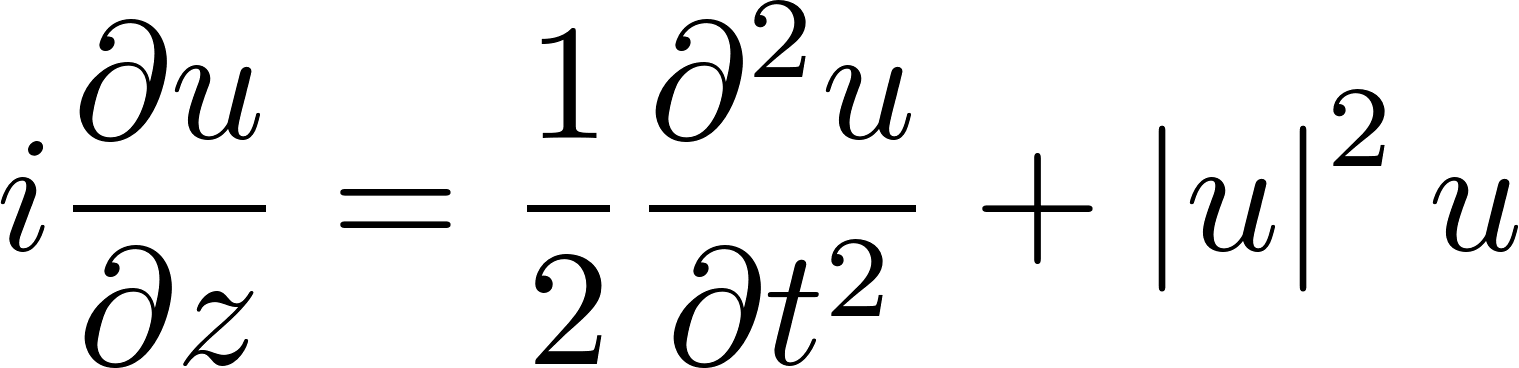 i ∂u/∂z = 1/2 ∂²u/∂t² + |u|² u